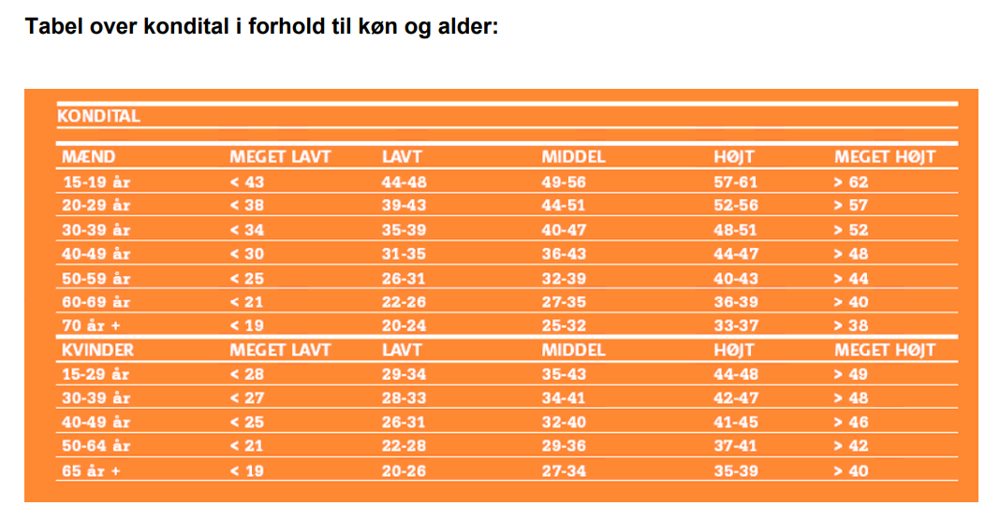 Tabel over kondital i forhold til køn og alder:
KONDITAL
MÆND MEGET LAVT LAVT MIDDEL HØJT MEGET HØJT
15-19 år < 43 44-48 49-56 57-61 > 62
20-29 år < 38 39-43 44-51 52-56 > 57
30-39 år < 34 35-39 40-47 48-51 > 52
40-49 år < 30 31-35 36-43 44-47 > 48
50-59 år < 25 26-31 32-39 40-43 > 44
60-69 år < 21 22-26 27-35 36-39 > 40
70 år + < 19 20-24 25-32 33-37 > 38
KVINDER MEGET LAVT LAVT MIDDEL HØJT MEGET HØJT
15-29 år < 28 29-34 35-43 44-48 > 49
30-39 år < 27 28-33 34-41 42-47 > 48
40-49 år < 25 26-31 32-40 41-45 > 46
50-64 år < 21 22-28 29-36 37-41 > 42
65 år + < 19 20-26 27-34 35-39 > 40